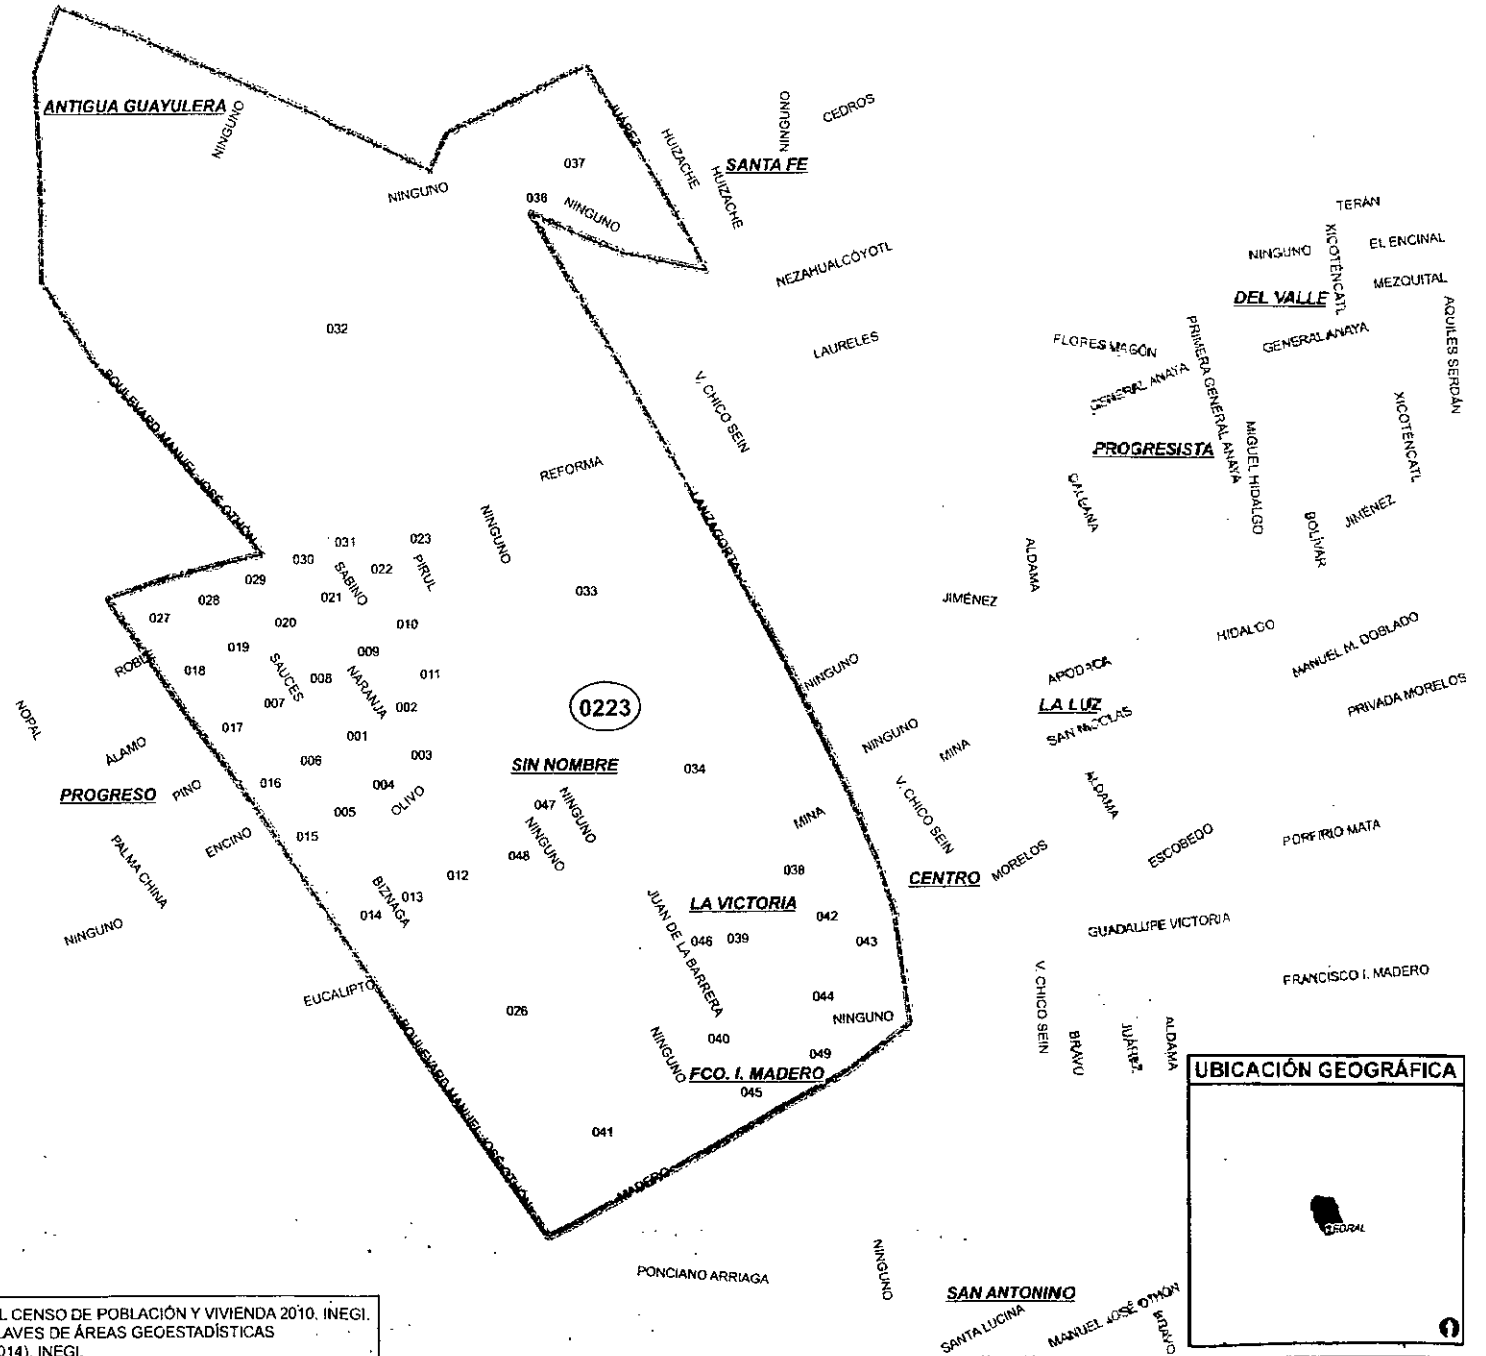 ANTIGUA GUAYULERA
NINGUNO
NINGUNO
JUÁREZ
HUIZACHE
HUIZACHE
NINGUNO
CEDROS
SANTA FE
037
036
NINGUNO
NEZAHUALCÓYOTL
LAURELES
TERÁN
XICOTÉNCATL
NINGUNO
EL ENCINAL
MEZQUITAL
DEL VALLE
GENERAL ANAYA
AQUILES SERDÁN
FLORES MAGÓN
GENERAL ANAYA
PRIMERA GENERAL ANAYA
PROGRESISTA
MIGUEL HIDALGO
XICOTÉNCATL
JIMÉNEZ
BOLÍVAR
032
BOULEVARD MANUEL JOSÉ OTHÓN
V. CHICO SEIN
REFORMA
NINGUNO
LANZAGORTA
ALDAMA
JIMÉNEZ
031
023
030
022
PIRUL
SABINO
029
021
028
027
020
010
033
019
009
ROBLE
018
SAUCES
008
NARANJA
011
007
002
0223
NINGUNO
HIDALGO
MANUEL M. DOBLADO
LA LUZ
SAN NICOLAS
PRIVADA MORELOS
NOPAL
017
001
ÁLAMO
006
003
SIN NOMBRE
034
NINGUNO
MINA
016
004
PROGRESO
PINO
OLIVO
047
NINGUNO
005
MINA
V. CHICO SEIN
ALDAMA
015
ENCINO
PALMA CHINA
048
NINGUNO
ESCOBEDO
PORFIRIO MATA
012
038
CENTRO
MORELOS
BIZNAGA
013
014
LA VICTORIA
042
JUAN DE LA BARRERA
046
039
043
GUADALUPE VICTORIA
NINGUNO
EUCALIPTO
026
044
NINGUNO
V. CHICO SEIN
FRANCISCO I. MADERO
BRAVO
JUÁREZ
ALDAMA
BOULEVARD MANUEL JOSÉ OTHÓN
NINGUNO
040
049
FCO. I. MADERO
045
041
MADERO
UBICACIÓN GEOGRÁFICA
CEDRAL
PONCIANO ARRIAGA
NINGUNO
SAN ANTONINO
SANTA LUCINA
MANUEL JOSÉ OTHÓN
BRAVO
L CENSO DE POBLACIÓN Y VIVIENDA 2010. INEGI.
LAVES DE ÁREAS GEOESTADÍSTICAS
014). INEGI.